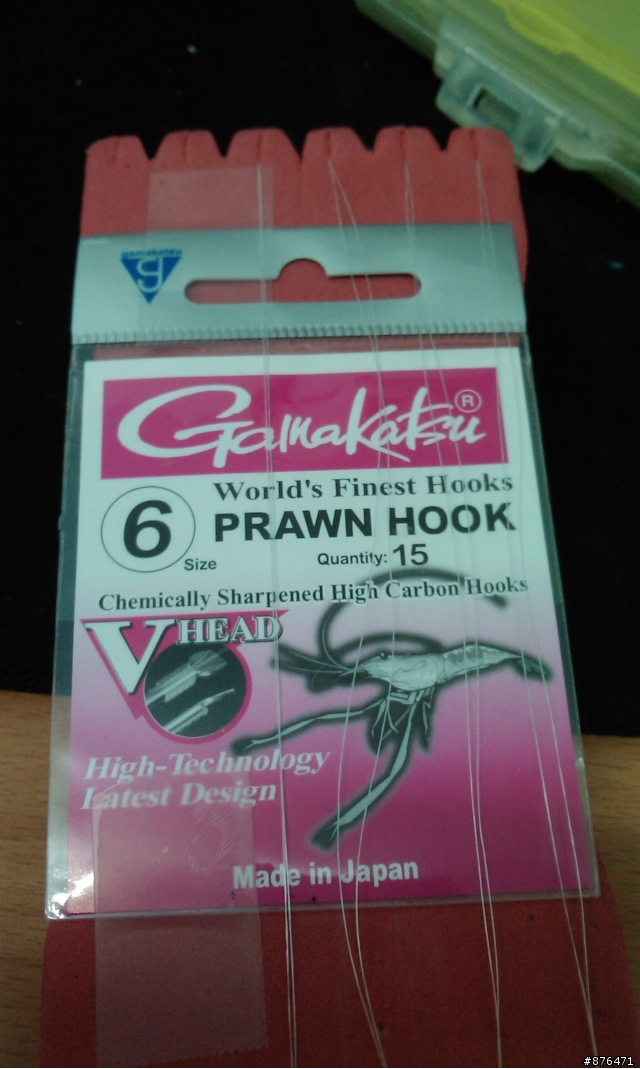 gamakatsu
g
Gamakatsu®
World's Finest Hooks
6 PRAWN HOOK
Size Quantity: 15
Chemically Sharpened High Carbon Hooks
V HEAD
High-Technology
Latest Design
Made in Japan
#876471